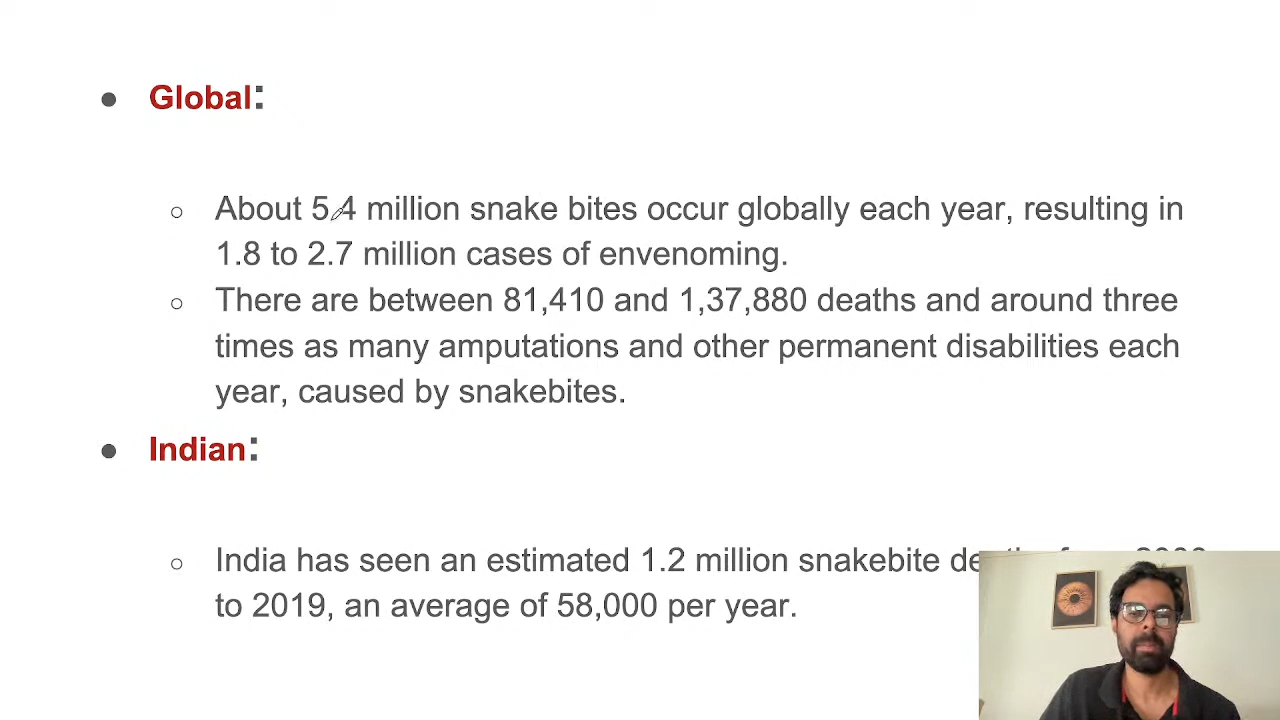 Global:
About 5.4 million snake bites occur globally each year, resulting in
1.8 to 2.7 million cases of envenoming.
There are between 81,410 and 1,37,880 deaths and around three
times as many amputations and other permanent disabilities each
year, caused by snakebites.
Indian:
India has seen an estimated 1.2 million snakebite
to 2019, an average of 58,000 per year.